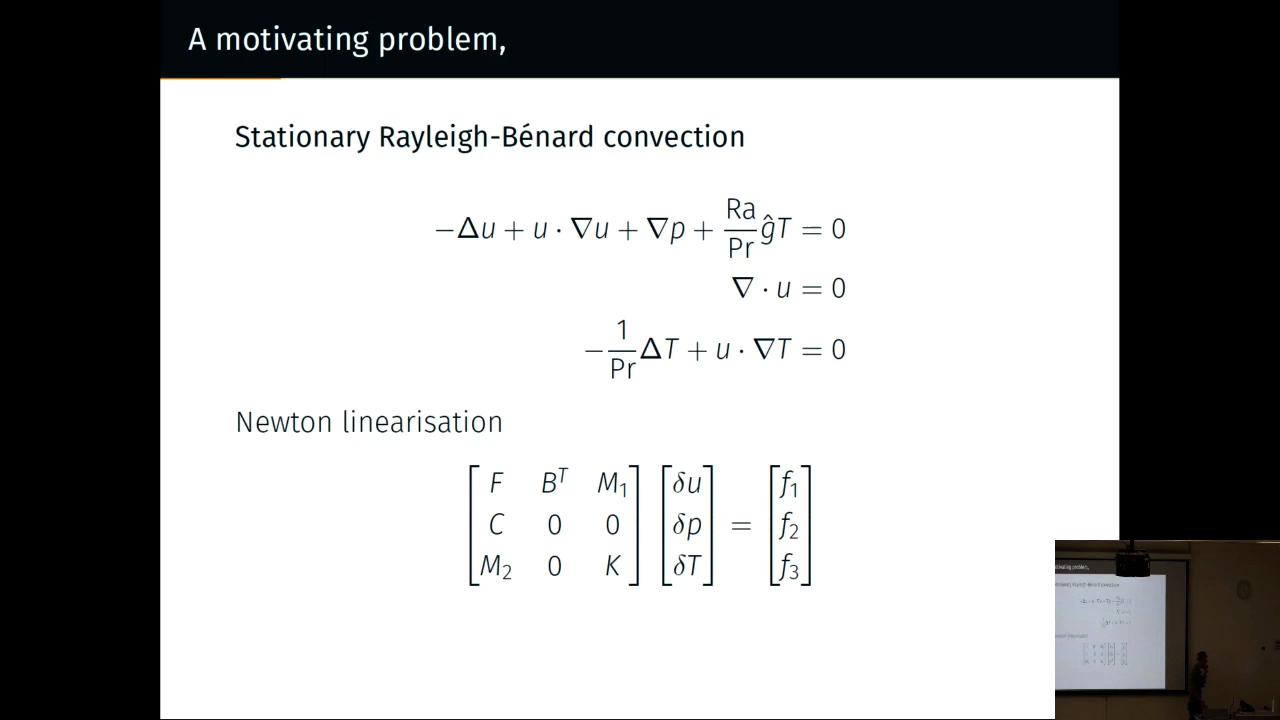 A motivating problem,
Stationary Rayleigh-Bénard convection
−Δu + u · ∇u + ∇p + Ra/Pr ĝT = 0
∇ · u = 0
−1/Pr ΔT + u · ∇T = 0
Newton linearisation
[F Bᵀ M₁] [δu] [f₁]
[C 0 0] [δp] = [f₂]
[M₂ 0 K] [δT] [f₃]